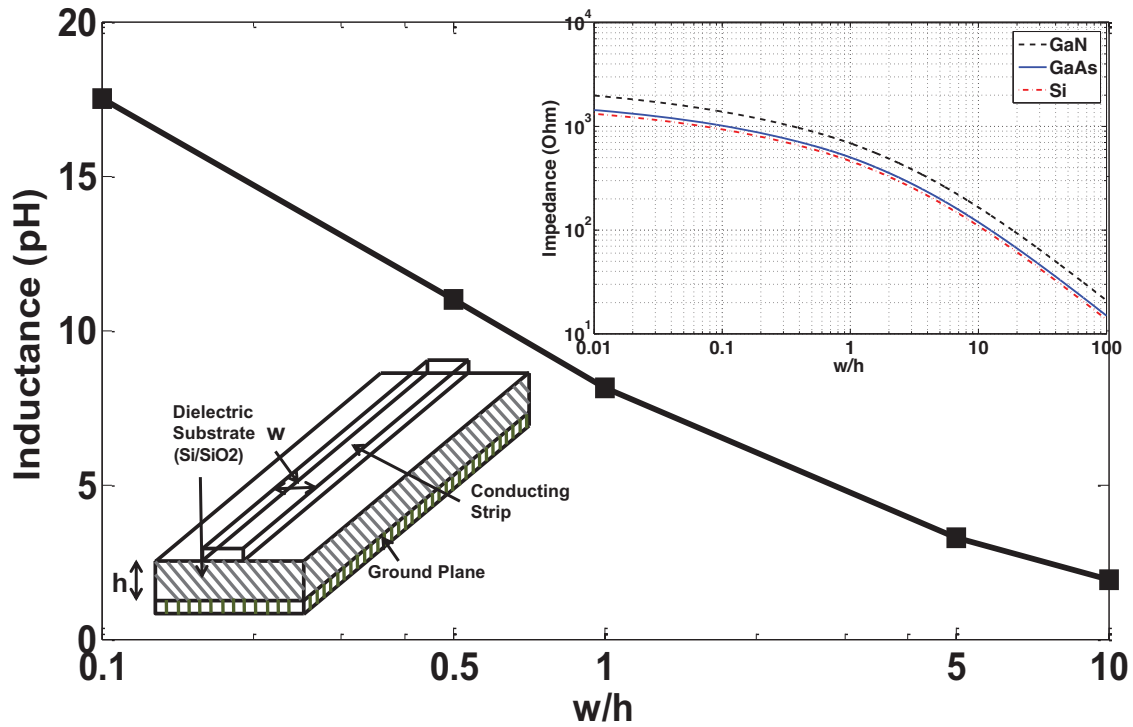 20
15
10
5
0
Inductance (pH)
0.1
0.5
1
5
10
w/h
10^4
10^3
10^2
10^1
Impedance (Ohm)
0.01
0.1
1
10
100
w/h
GaN
GaAs
Si
Dielectric
Substrate
(Si/SiO2)
w
Conducting
Strip
Ground Plane
h